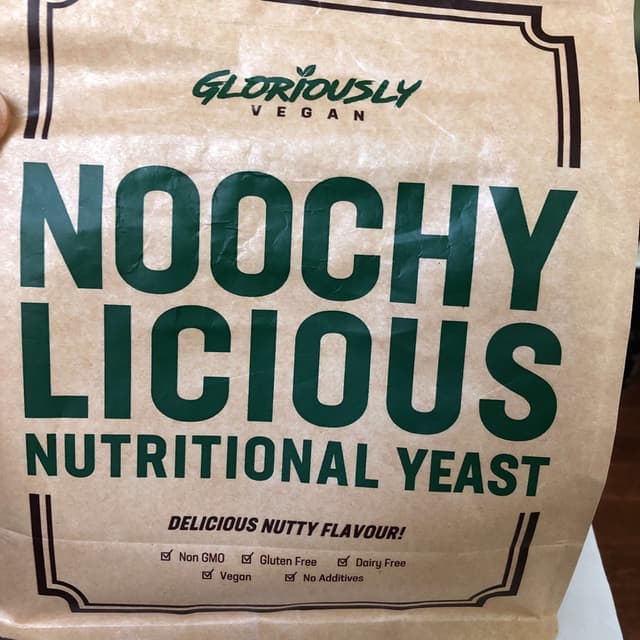 GLORIOUSLY
VEGAN
NOOCHY
LICIOUS
NUTRITIONAL YEAST
DELICIOUS NUTTY FLAVOUR!
Non GMO Gluten Free Dairy Free
Vegan No Additives